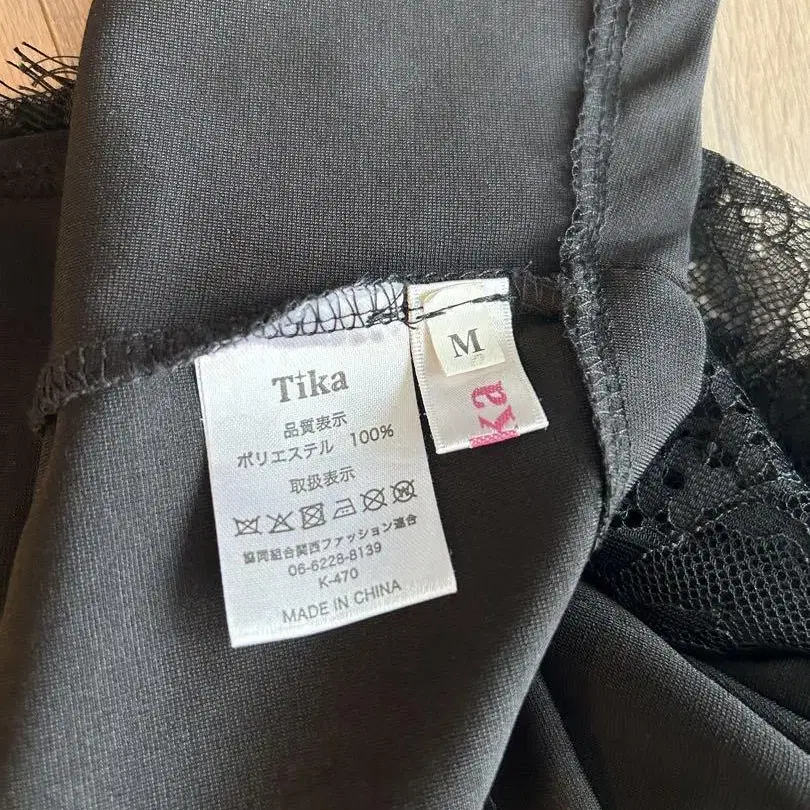 Tika
品質表示
ポリエステル 100%
取扱表示
協同組合関西ファッション連合
06-6228-8139
K-470
MADE IN CHINA
M
ka